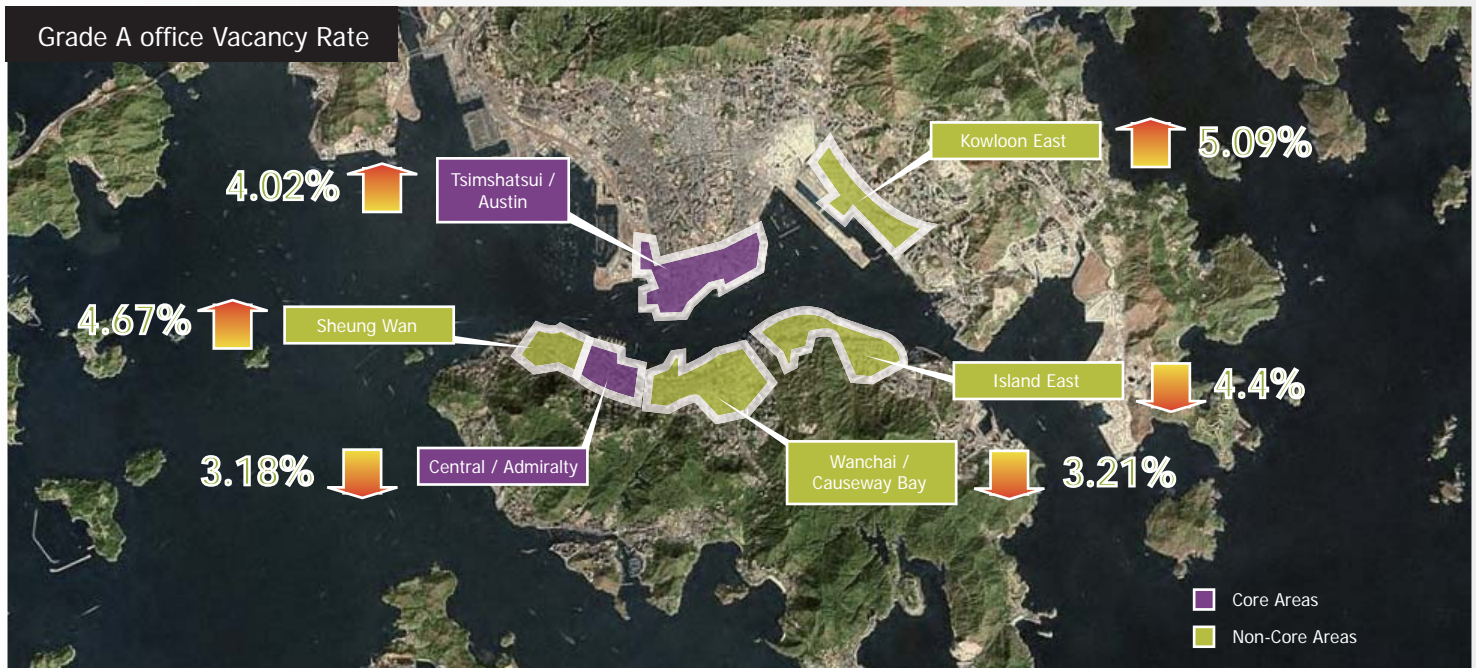 Grade A office Vacancy Rate
Kowloon East
5.09%
4.02%
Tsimshatsui /
Austin
4.67%
Sheung Wan
Island East
4.4%
3.18%
Central / Admiralty
Wanchai /
Causeway Bay
3.21%
Core Areas
Non-Core Areas